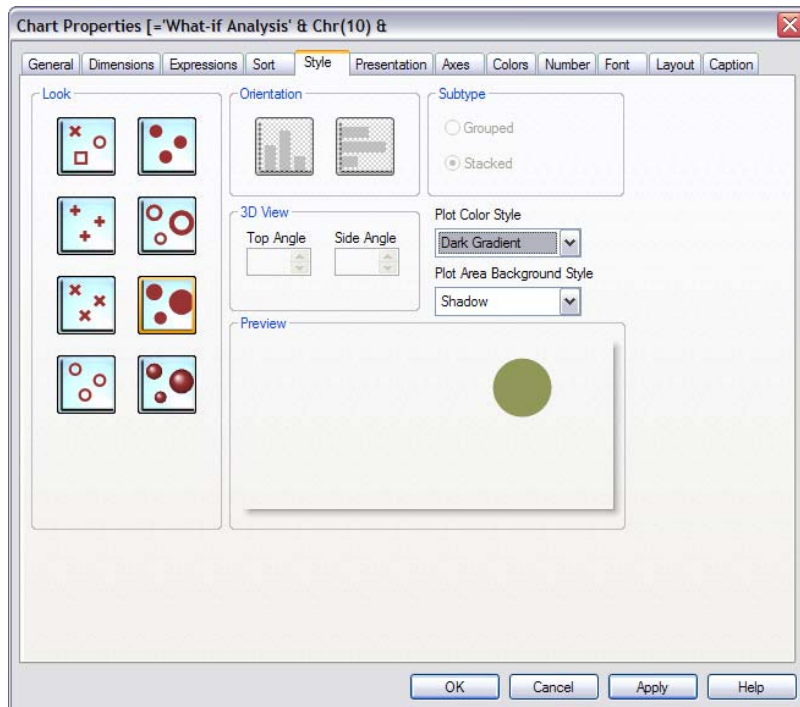 Chart Properties [='What-if Analysis' & Chr(10) &
General Dimensions Expressions Sort Style Presentation Axes Colors Number Font Layout Caption
Look
Orientation
Subtype
Grouped
Stacked
3D View
Top Angle Side Angle
Plot Color Style
Dark Gradient
Plot Area Background Style
Shadow
Preview
OK Cancel Apply Help